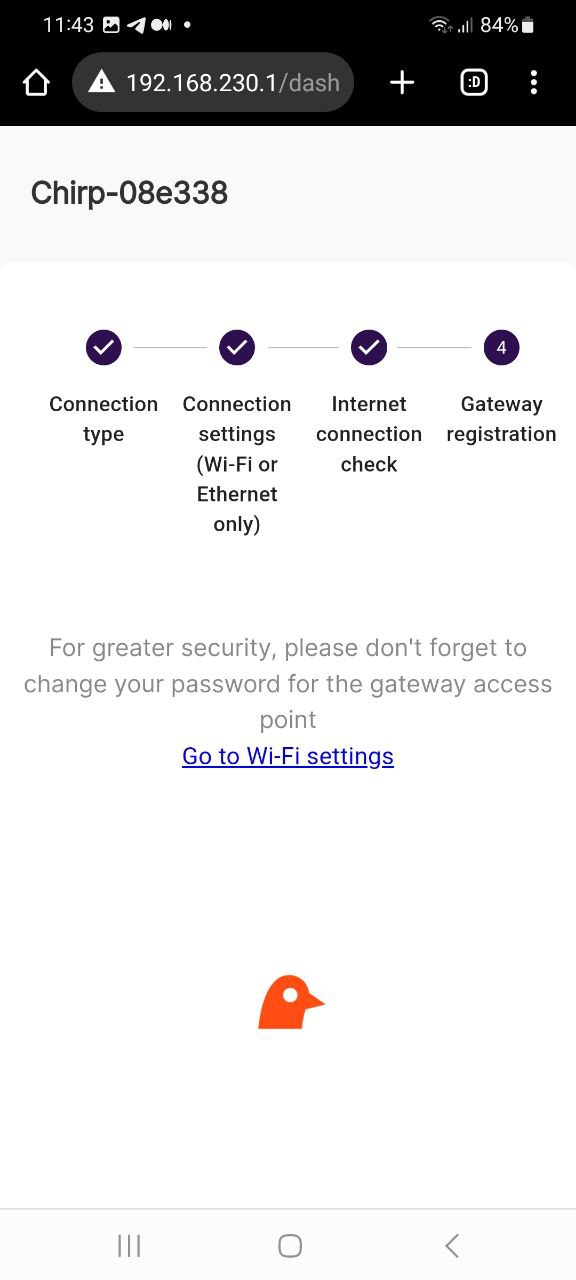 11:43
84%
192.168.230.1/dash
:D
Chirp-08e338
4
Connection
type
Connection
settings
(Wi-Fi or
Ethernet
only)
Internet
connection
check
Gateway
registration
For greater security, please don't forget to
change your password for the gateway access
point
Go to Wi-Fi settings